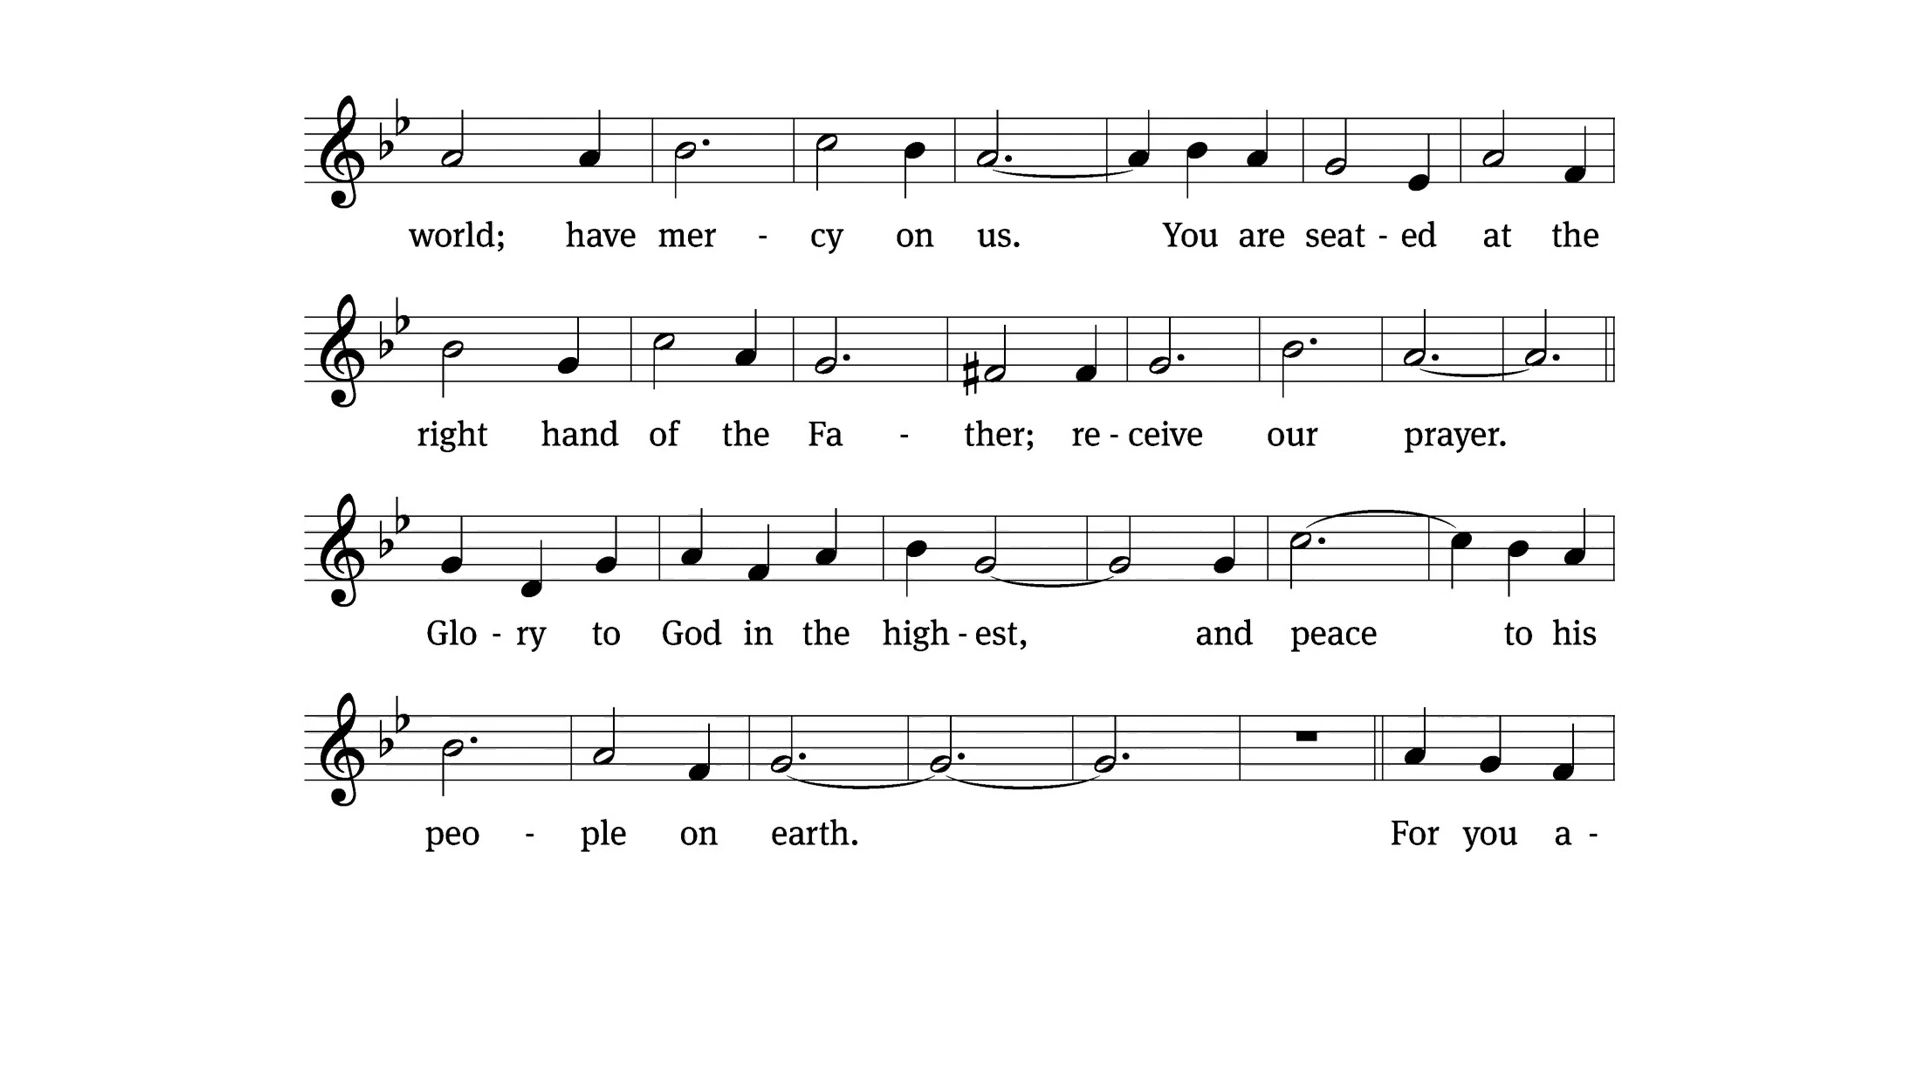 world; have mer - cy on us. You are seat - ed at the
right hand of the Fa - ther; re - ceive our prayer.
Glo - ry to God in the high - est, and peace to his
peo - ple on earth. For you a -